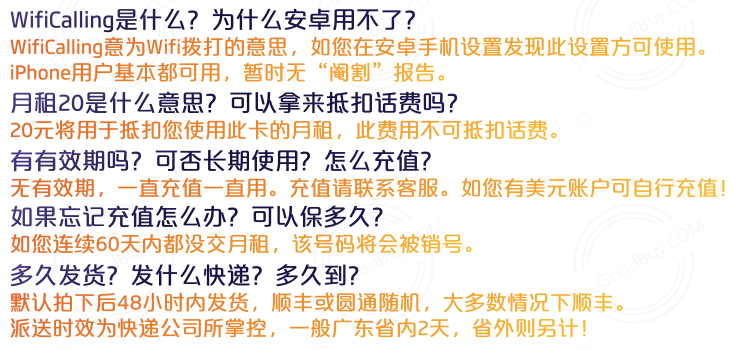 WifiCalling是什么？为什么安卓用不了？
WifiCalling意为Wifi拨打的意思，如您在安卓手机设置发现此设置方可使用。
iPhone用户基本都可用，暂时无“阉割”报告。
月租20是什么意思？可以拿来抵扣话费吗？
20元将用于抵扣您使用此卡的月租，此费用不可抵扣话费。
有有效期吗？可否长期使用？怎么充值？
无有效期，一直充值一直用。充值请联系客服。如您有美元账户可自行充值！
如果忘记充值怎么办？可以保多久？
如您连续60天内都没交月租，该号码将会被销号。
多久发货？发什么快递？多久到？
默认拍下后48小时内发货，顺丰或圆通随机，大多数情况下顺丰。
派送时效为快递公司所掌控，一般广东省内2天，省外则另计！